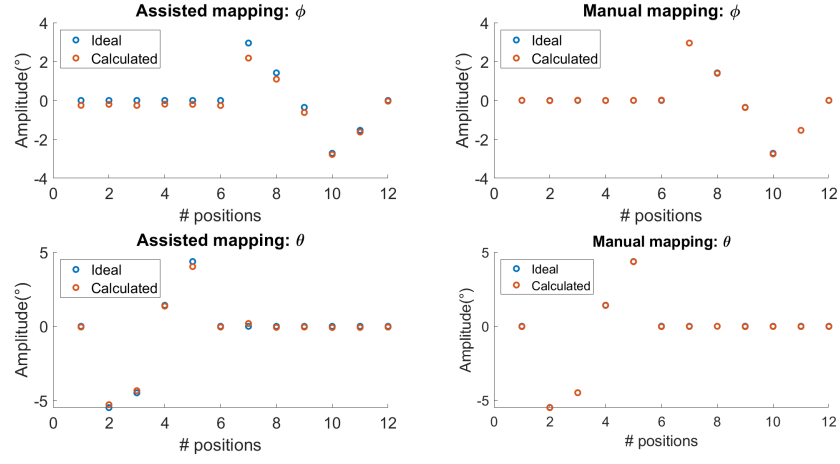 Assisted mapping: ϕ
4
2
0
-2
-4
Amplitude(°)
Ideal
Calculated
0 2 4 6 8 10 12
# positions
Manual mapping: ϕ
4
2
0
-2
-4
Amplitude(°)
Ideal
Calculated
0 2 4 6 8 10 12
# positions
Assisted mapping: θ
5
0
-5
Amplitude(°)
Ideal
Calculated
0 2 4 6 8 10 12
# positions
Manual mapping: θ
5
0
-5
Amplitude(°)
Ideal
Calculated
0 2 4 6 8 10 12
# positions